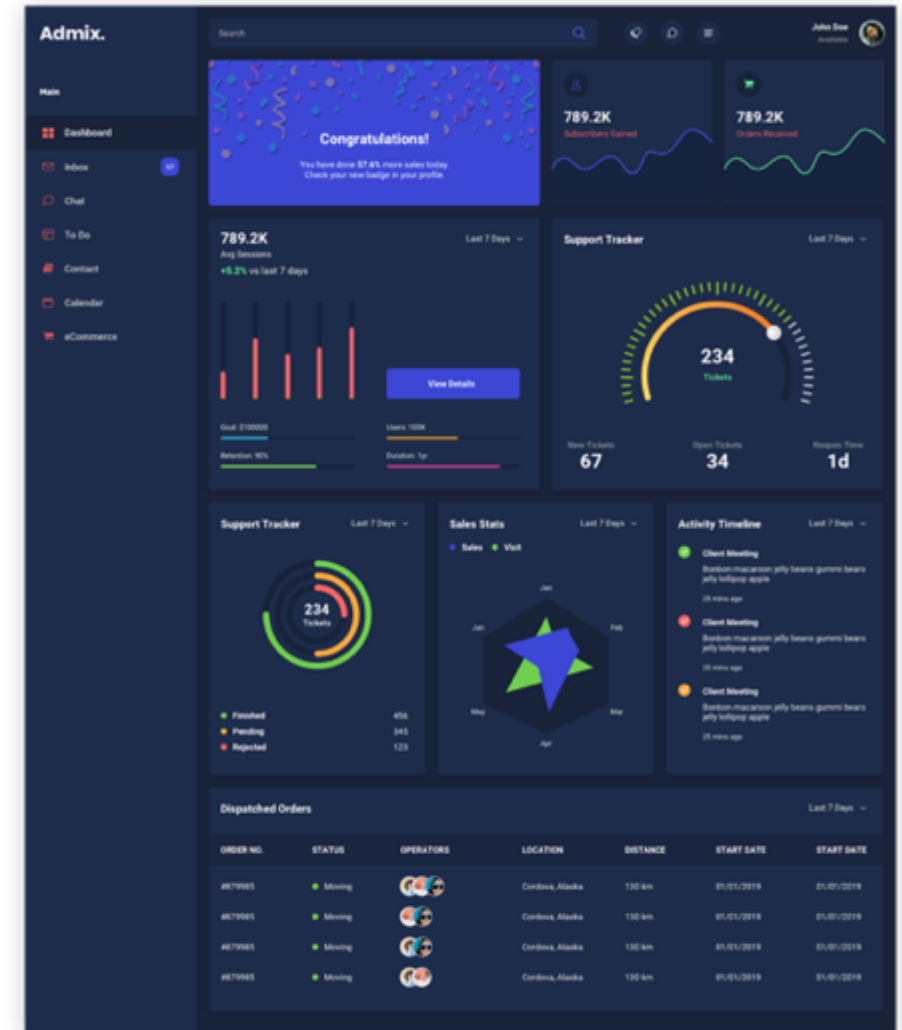 Admix.
Search
John Doe
Available
Main
Dashboard
Inbox
Chat
To Do
Contact
Calendar
eCommerce
Congratulations!
You have done 57.6% more sales today.
Check your new badge in your profile.
789.2K
Subscribers Gained
789.2K
Orders Received
789.2K
Last 7 Days
Avg Sessions
+5.2% vs last 7 days
View Details
Goal: $100000
Users: 100K
Retention: 90%
Duration: 1yr
Support Tracker
Last 7 Days
234
Tickets
New Tickets
Open Tickets
Respon Time
67
34
1d
Support Tracker
Last 7 Days
234
Tickets
Finished
456
Pending
345
Rejected
123
Sales Stats
Last 7 Days
Sales
Visit
Jan
Jan
Feb
May
Mar
Apr
Activity Timeline
Last 7 Days
Client Meeting
Bonbon macaroon jelly beans gummi bears
jelly lollipop apple
25 mins ago
Client Meeting
Bonbon macaroon jelly beans gummi bears
jelly lollipop apple
25 mins ago
Client Meeting
Bonbon macaroon jelly beans gummi bears
jelly lollipop apple
25 mins ago
Dispatched Orders
Last 7 Days
ORDER NO. STATUS OPERATORS LOCATION DISTANCE START DATE START DATE
#879985 Moving Cordova, Alaska 130 km 01/01/2019 01/01/2019
#879985 Moving Cordova, Alaska 130 km 01/01/2019 01/01/2019
#879985 Moving Cordova, Alaska 130 km 01/01/2019 01/01/2019
#879985 Moving Cordova, Alaska 130 km 01/01/2019 01/01/2019